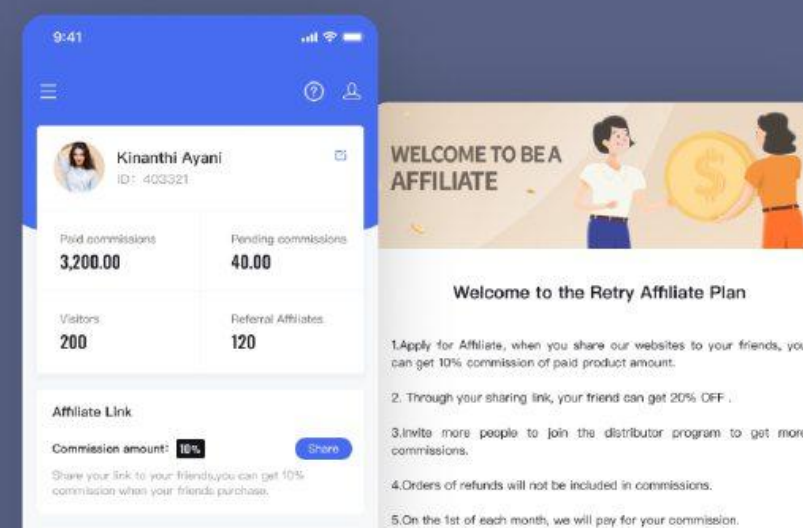 9:41
Kinanthi Ayani
ID: 403321
Paid commissions
Pending commissions
3,200.00
40.00
Visitors
Referral Affiliates
200
120
Affiliate Link
Commission amount: 10%
Share
Share your link to your friends,you can get 10%
commission when your friends purchase.
WELCOME TO BE A
AFFILIATE
Welcome to the Retry Affiliate Plan
1.Apply for Affiliate, when you share our websites to your friends, you
can get 10% commission of paid product amount.
2. Through your sharing link, your friend can get 20% OFF .
3.Invite more people to join the distributor program to get more
commissions.
4.Orders of refunds will not be included in commissions.
5.On the 1st of each month, we will pay for your commission.